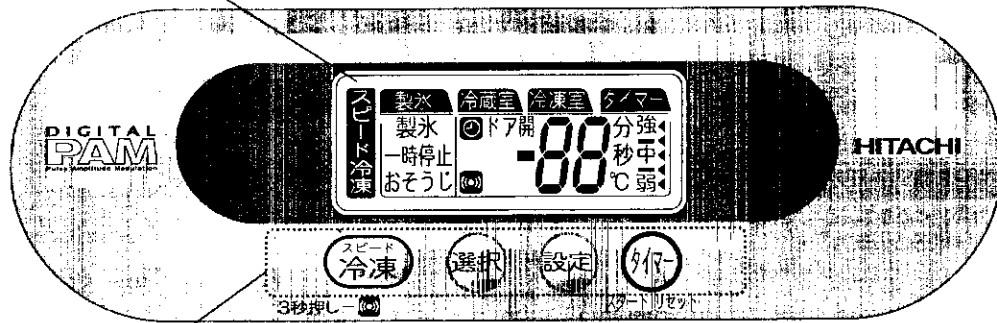 DIGITAL
PAM
Pulse Amplitude Modulation
スピード冷凍
製氷 冷蔵室 冷凍室 タイマー
製氷
一時停止
おそうじ
ドア開
-88
分
秒
℃
強
中
弱
HITACHI
スピード
冷凍
選択
設定
タイマー
3秒押し-
スタート リセット